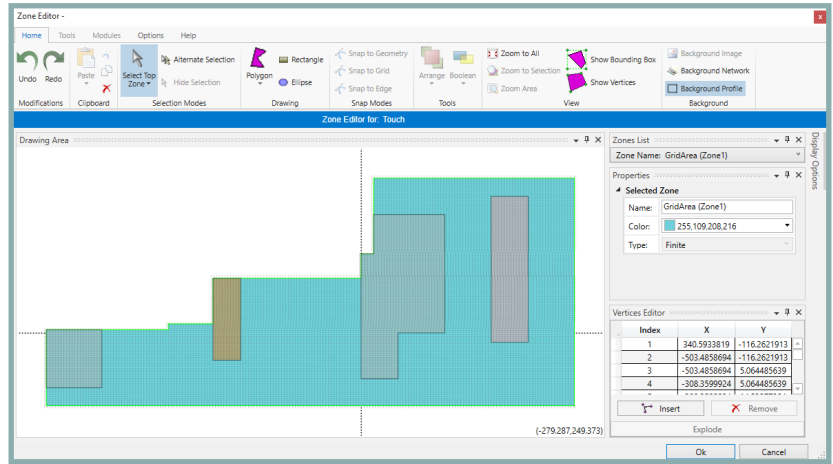 Zone Editor -
x
Home Tools Modules Options Help
Undo Redo
Modifications
Paste
Clipboard
Select Top Zone
Alternate Selection
Hide Selection
Selection Modes
Polygon
Rectangle
Ellipse
Drawing
Snap to Geometry
Snap to Grid
Snap to Edge
Snap Modes
Arrange Boolean
Tools
Zoom to All
Zoom to Selection
Zoom Area
Show Bounding Box
Show Vertices
View
Background Image
Background Network
Background Profile
Background
Zone Editor for: Touch
Drawing Area
(-279.287,249.373)
Zones List
Zone Name: GridArea (Zone1)
Properties
Selected Zone
Name: GridArea (Zone1)
Color: 255,109,208,216
Type: Finite
Vertices Editor
Index X Y
1 340.5933819 -116.2621913
2 -503.4858694 -116.2621913
3 -503.4858694 5.064485639
4 -308.3599924 5.064485639
Insert Remove
Explode
Display Options
Ok Cancel